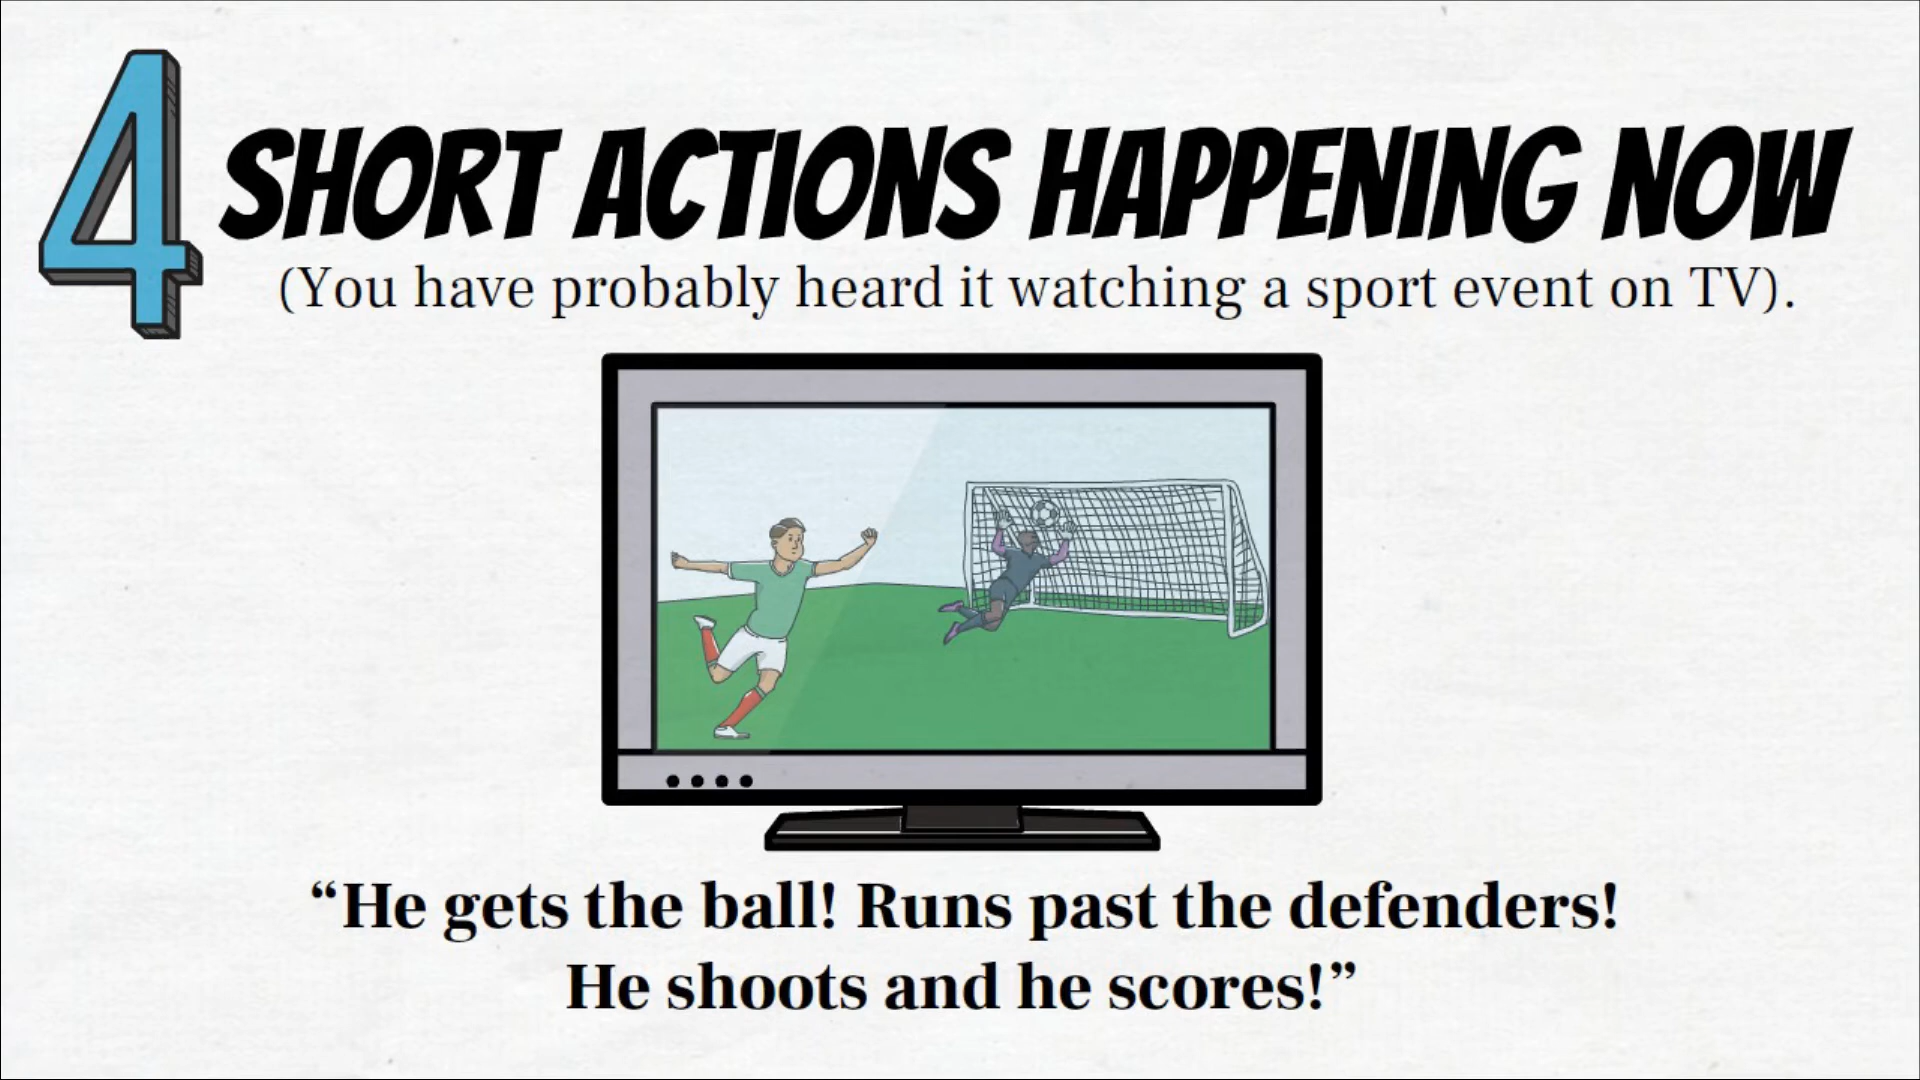 4 SHORT ACTIONS HAPPENING NOW
(You have probably heard it watching a sport event on TV).
“He gets the ball! Runs past the defenders!
He shoots and he scores!”